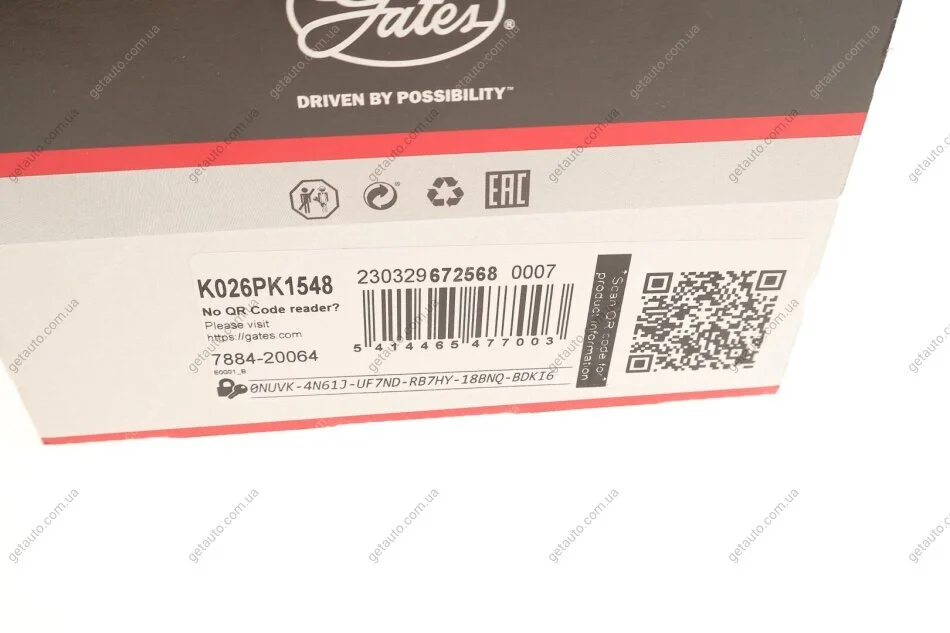 Gates®
DRIVEN BY POSSIBILITY™
EAC
K026PK1548
230329672568 0007
No QR Code reader?
Please visit
https://gates.com
5 414465 477003
7884-20064
E0001_B
0NUVK-4N61J-UF7ND-RB7HY-18BNQ-BDKI6
*Scan QR code for
product information*
getauto.com.ua